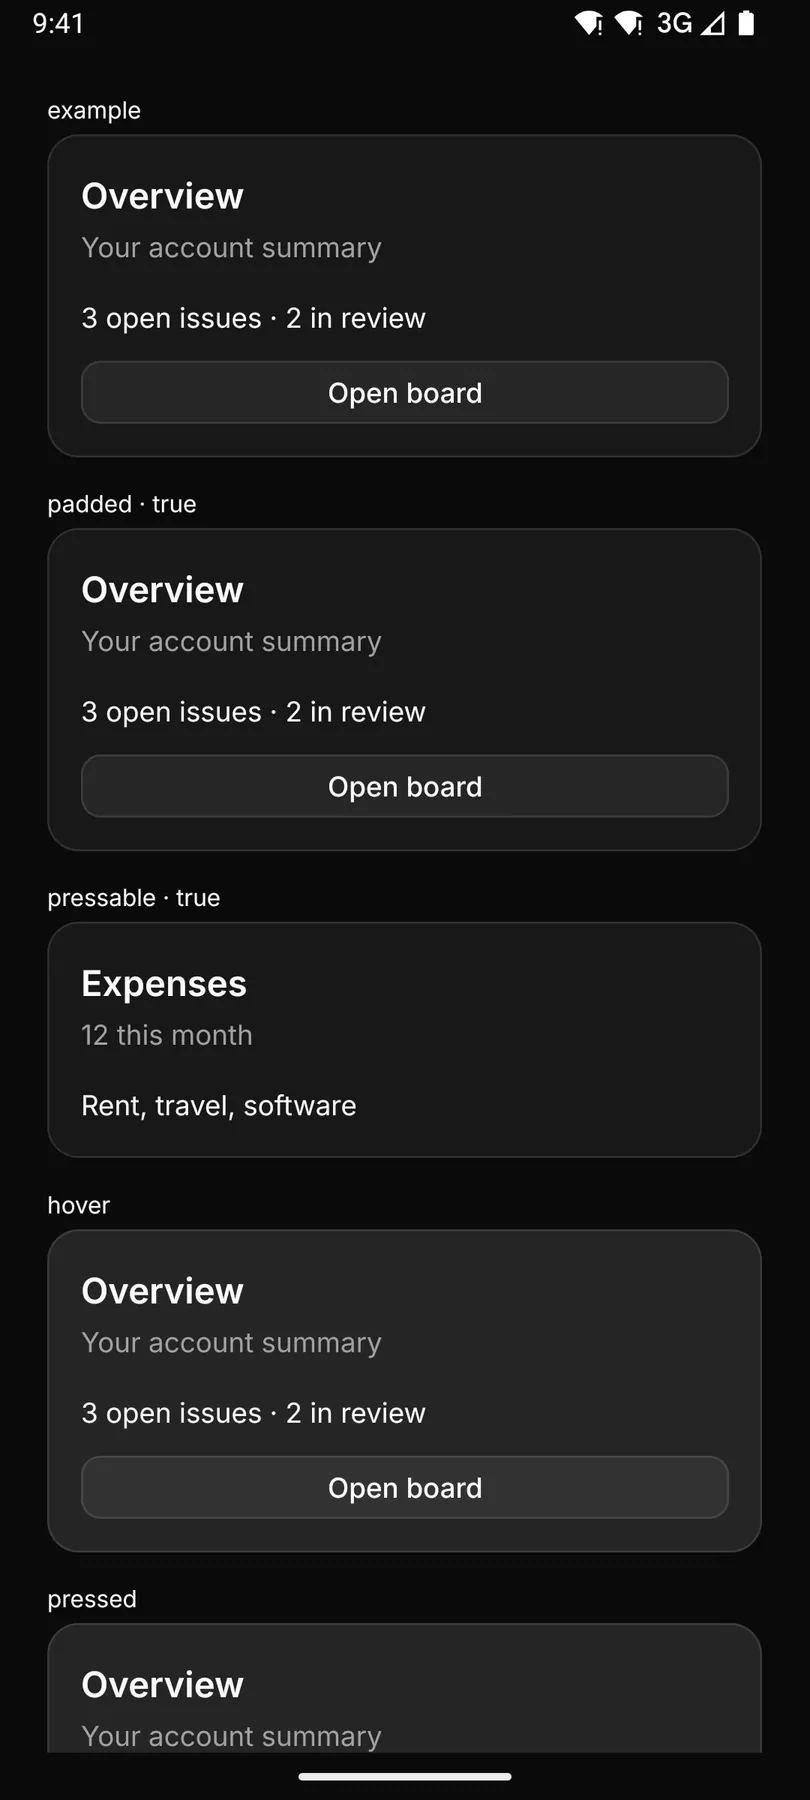 9:41
3G
example
Overview
Your account summary
3 open issues · 2 in review
Open board
padded · true
Overview
Your account summary
3 open issues · 2 in review
Open board
pressable · true
Expenses
12 this month
Rent, travel, software
hover
Overview
Your account summary
3 open issues · 2 in review
Open board
pressed
Overview
Your account summary